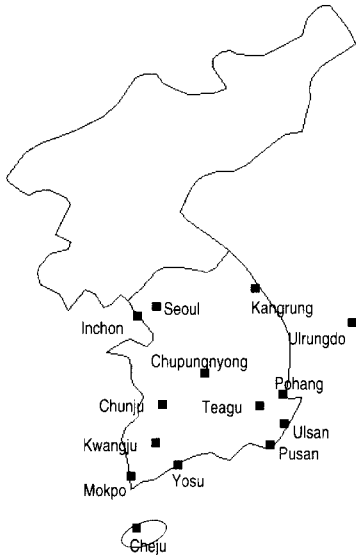 Seoul
Kangrung
Inchon
Ulrungdo
Chupungnyong
Pohang
Chunju
Teagu
Ulsan
Kwangju
Pusan
Yosu
Mokpo
Cheju